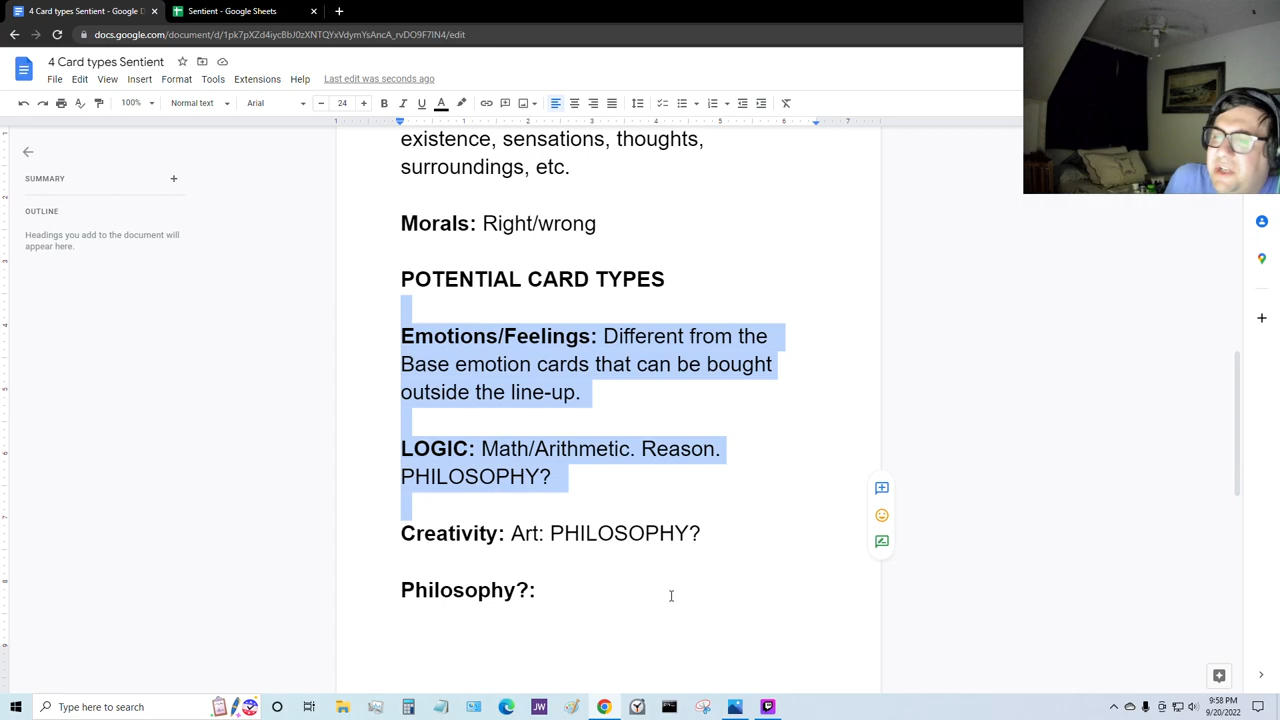 4 Card types Sentient - Google D
Sentient - Google Sheets
docs.google.com/document/d/1pk7pXZd4iycBbJ0zXNTQYxVdymYsAncA_rvDO9F7IN4/edit
4 Card types Sentient
File Edit View Insert Format Tools Extensions Help Last edit was seconds ago
100% Normal text Arial 24
SUMMARY
OUTLINE
Headings you add to the document will
appear here.
existence, sensations, thoughts,
surroundings, etc.
Morals: Right/wrong
POTENTIAL CARD TYPES
Emotions/Feelings: Different from the
Base emotion cards that can be bought
outside the line-up.
LOGIC: Math/Arithmetic. Reason.
PHILOSOPHY?
Creativity: Art: PHILOSOPHY?
Philosophy?:
Type here to search
9:58 PM
9/20/2022